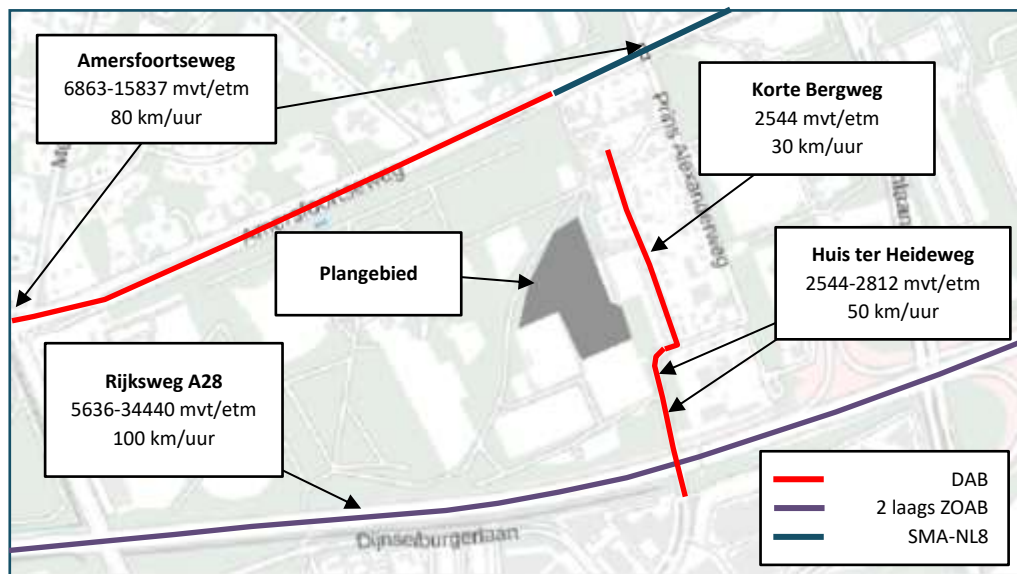 Amersfoortseweg
6863-15837 mvt/etm
80 km/uur
Korte Bergweg
2544 mvt/etm
30 km/uur
Prins Alexanderweg
Amersfoortseweg
Plangebied
Huis ter Heideweg
2544-2812 mvt/etm
50 km/uur
Rijksweg A28
5636-34440 mvt/etm
100 km/uur
Dijnselburgerlaan
DAB
2 laags ZOAB
SMA-NL8